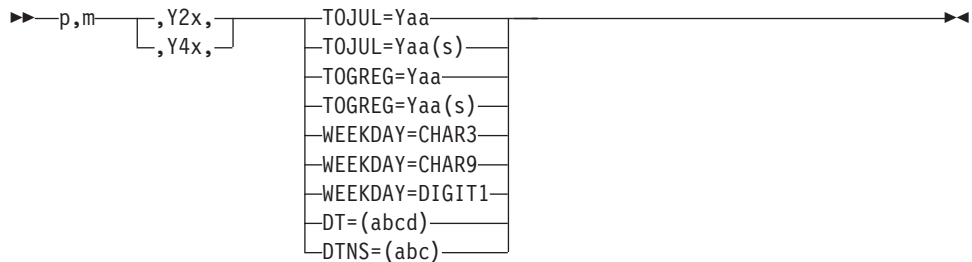 p,m ,Y2x, TOJUL=Yaa
,Y4x, TOJUL=Yaa(s)
TOGREG=Yaa
TOGREG=Yaa(s)
WEEKDAY=CHAR3
WEEKDAY=CHAR9
WEEKDAY=DIGIT1
DT=(abcd)
DTNS=(abc)